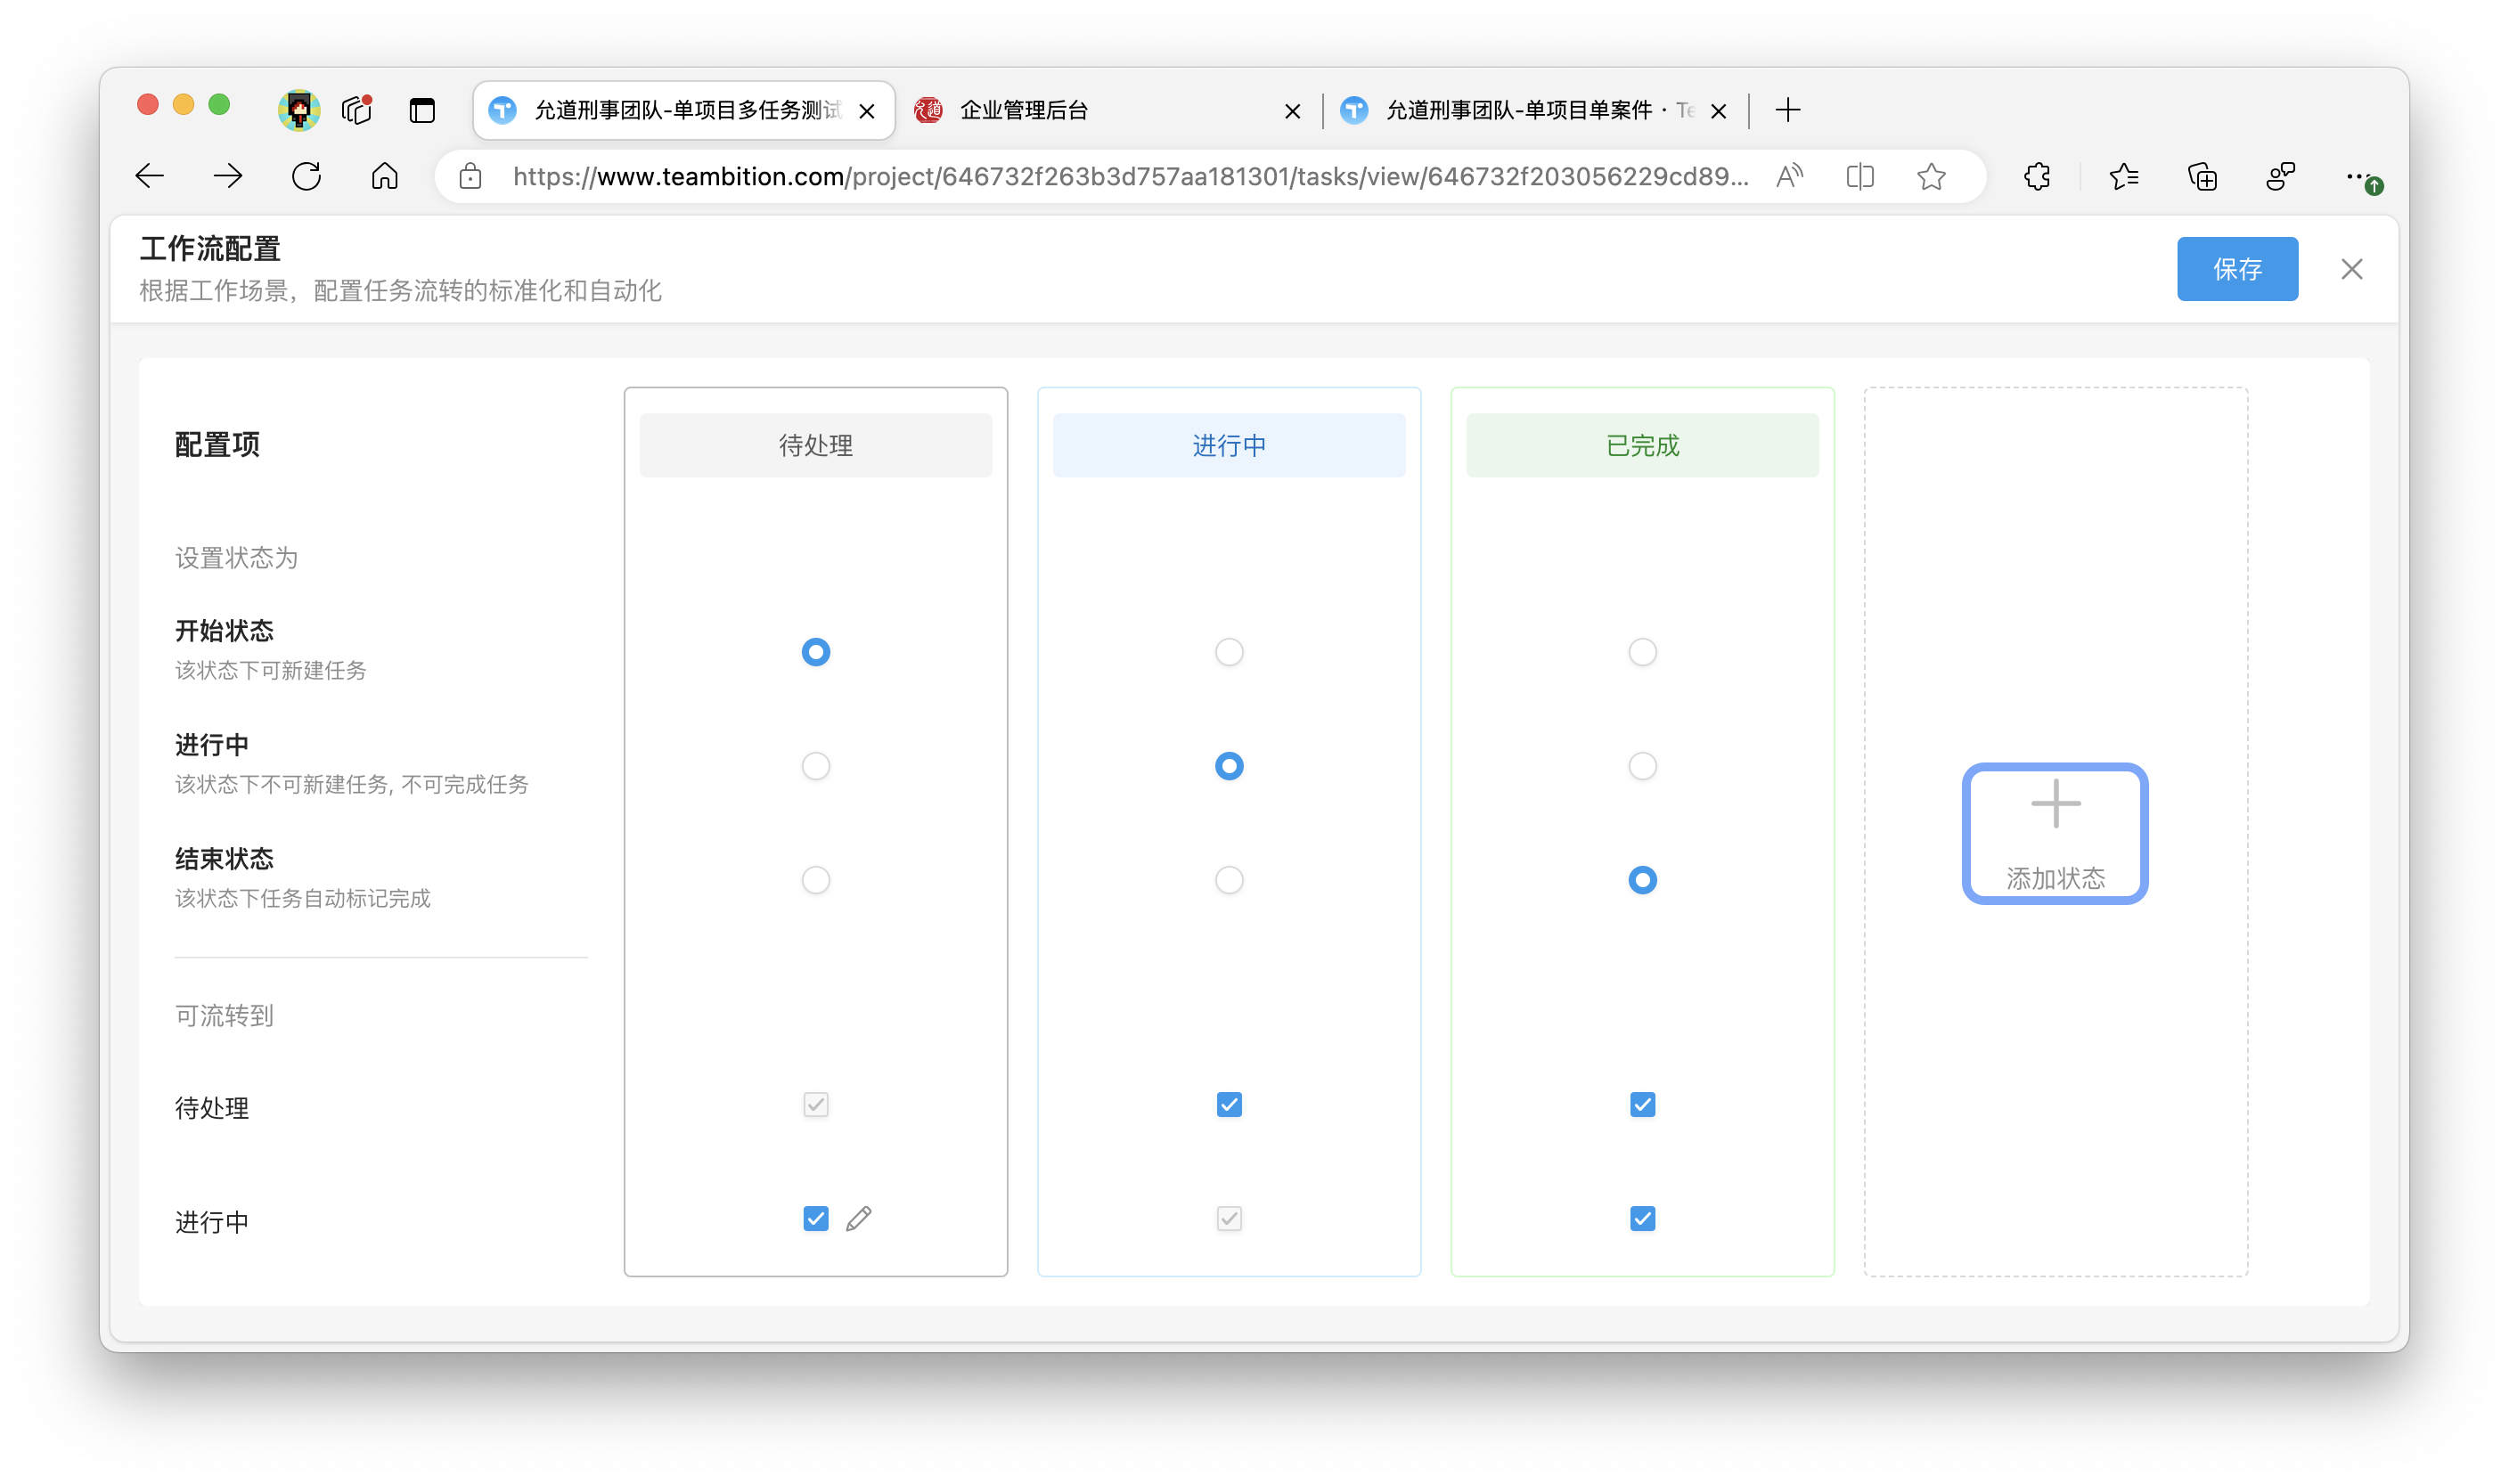 允道刑事团队-单项目多任务测试
企业管理后台
允道刑事团队-单项目单案件 · Te
https://www.teambition.com/project/646732f263b3d757aa181301/tasks/view/646732f203056229cd89...
工作流配置
根据工作场景，配置任务流转的标准化和自动化
保存
配置项
待处理
进行中
已完成
设置状态为
开始状态
该状态下可新建任务
进行中
该状态下不可新建任务, 不可完成任务
结束状态
该状态下任务自动标记完成
添加状态
可流转到
待处理
进行中